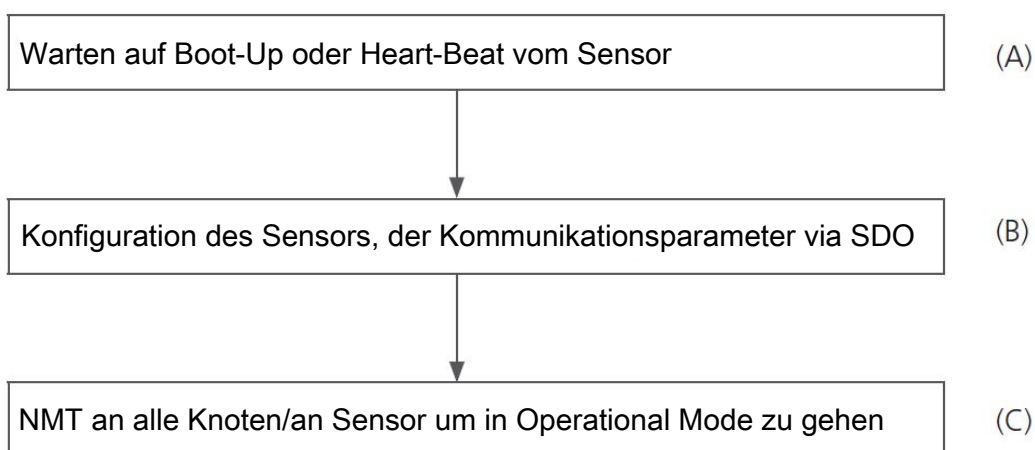 Warten auf Boot-Up oder Heart-Beat vom Sensor (A)
Konfiguration des Sensors, der Kommunikationsparameter via SDO (B)
NMT an alle Knoten/an Sensor um in Operational Mode zu gehen (C)